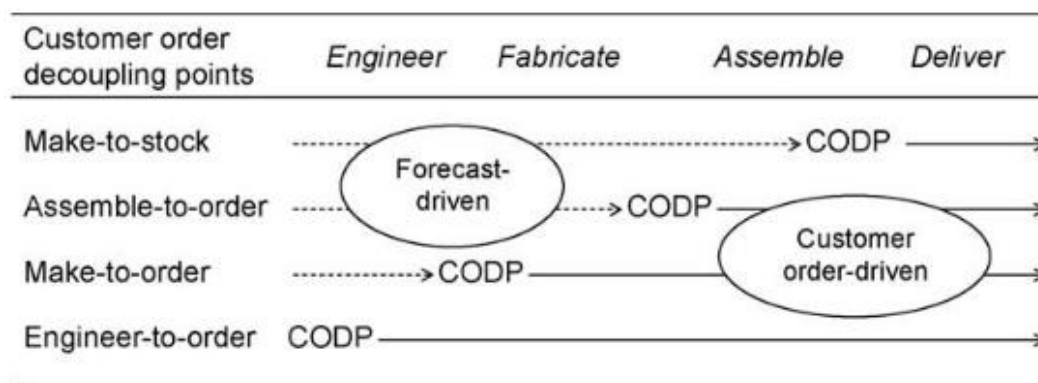 Customer order
decoupling points
Engineer Fabricate Assemble Deliver
Make-to-stock CODP
Forecast-
driven
Assemble-to-order CODP
Customer
order-driven
Make-to-order CODP
Engineer-to-order CODP